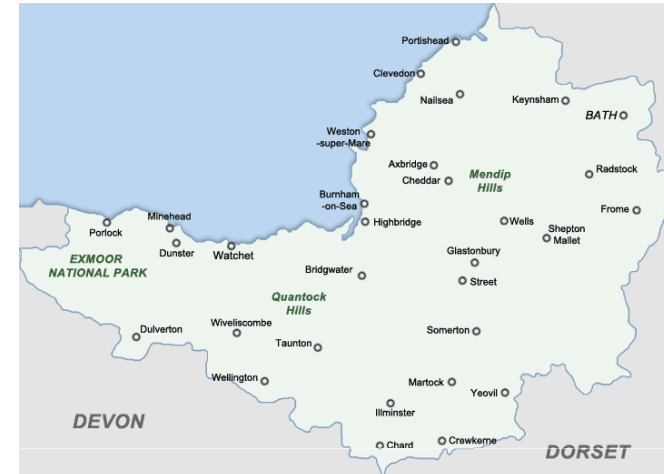 Portishead
Clevedon
Nailsea
Keynsham
BATH
Weston
-super-Mare
Axbridge
Cheddar
Mendip
Hills
Radstock
Burnham
-on-Sea
Highbridge
Wells
Frome
Shepton
Mallet
Minehead
Porlock
Dunster
Watchet
EXMOOR
NATIONAL PARK
Bridgwater
Glastonbury
Street
Quantock
Hills
Dulverton
Wiveliscombe
Taunton
Somerton
Wellington
Martock
Yeovil
Illminster
Chard
Crewkerne
DEVON
DORSET